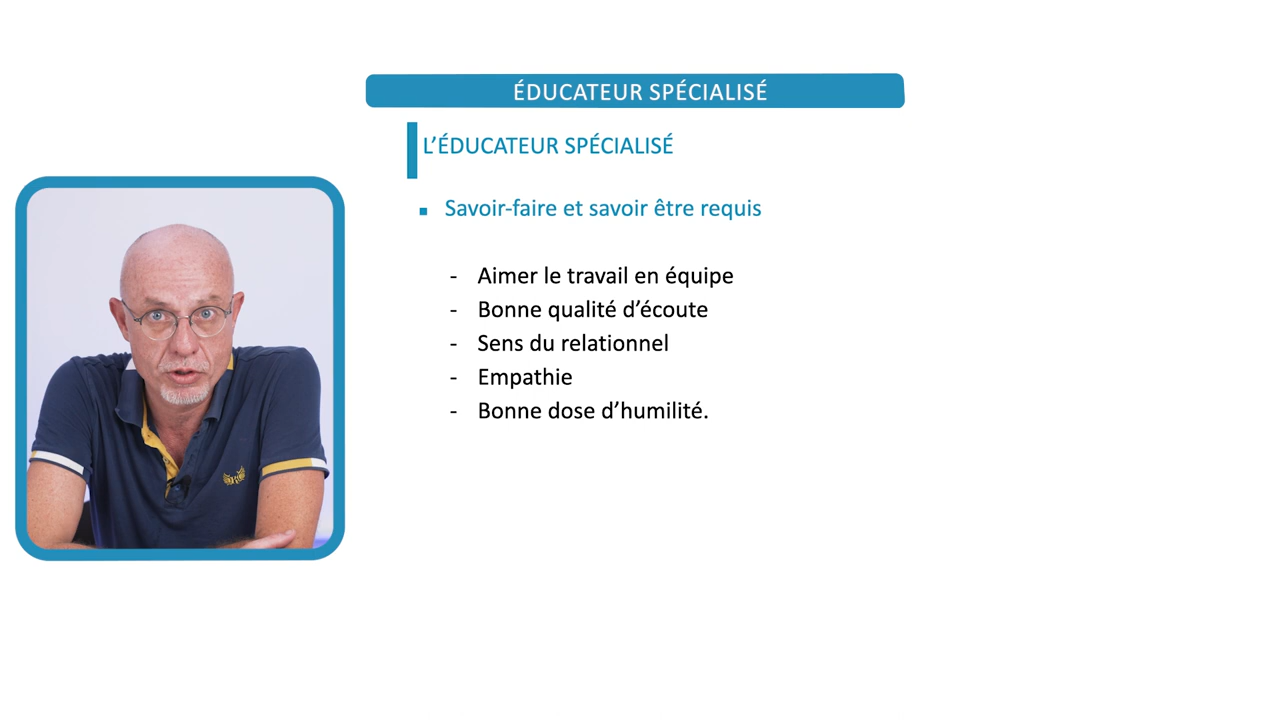 ÉDUCATEUR SPÉCIALISÉ
L’ÉDUCATEUR SPÉCIALISÉ
▪ Savoir-faire et savoir être requis
- Aimer le travail en équipe
- Bonne qualité d’écoute
- Sens du relationnel
- Empathie
- Bonne dose d’humilité.